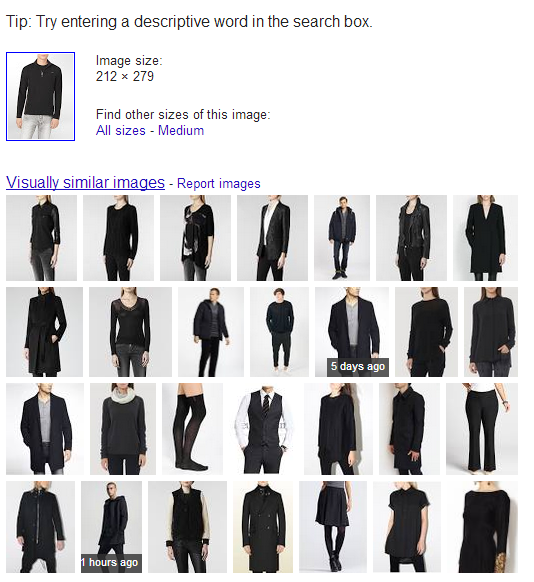 Tip: Try entering a descriptive word in the search box.
Image size:
212 × 279
Find other sizes of this image:
All sizes - Medium
Visually similar images - Report images
5 days ago
1 hours ago